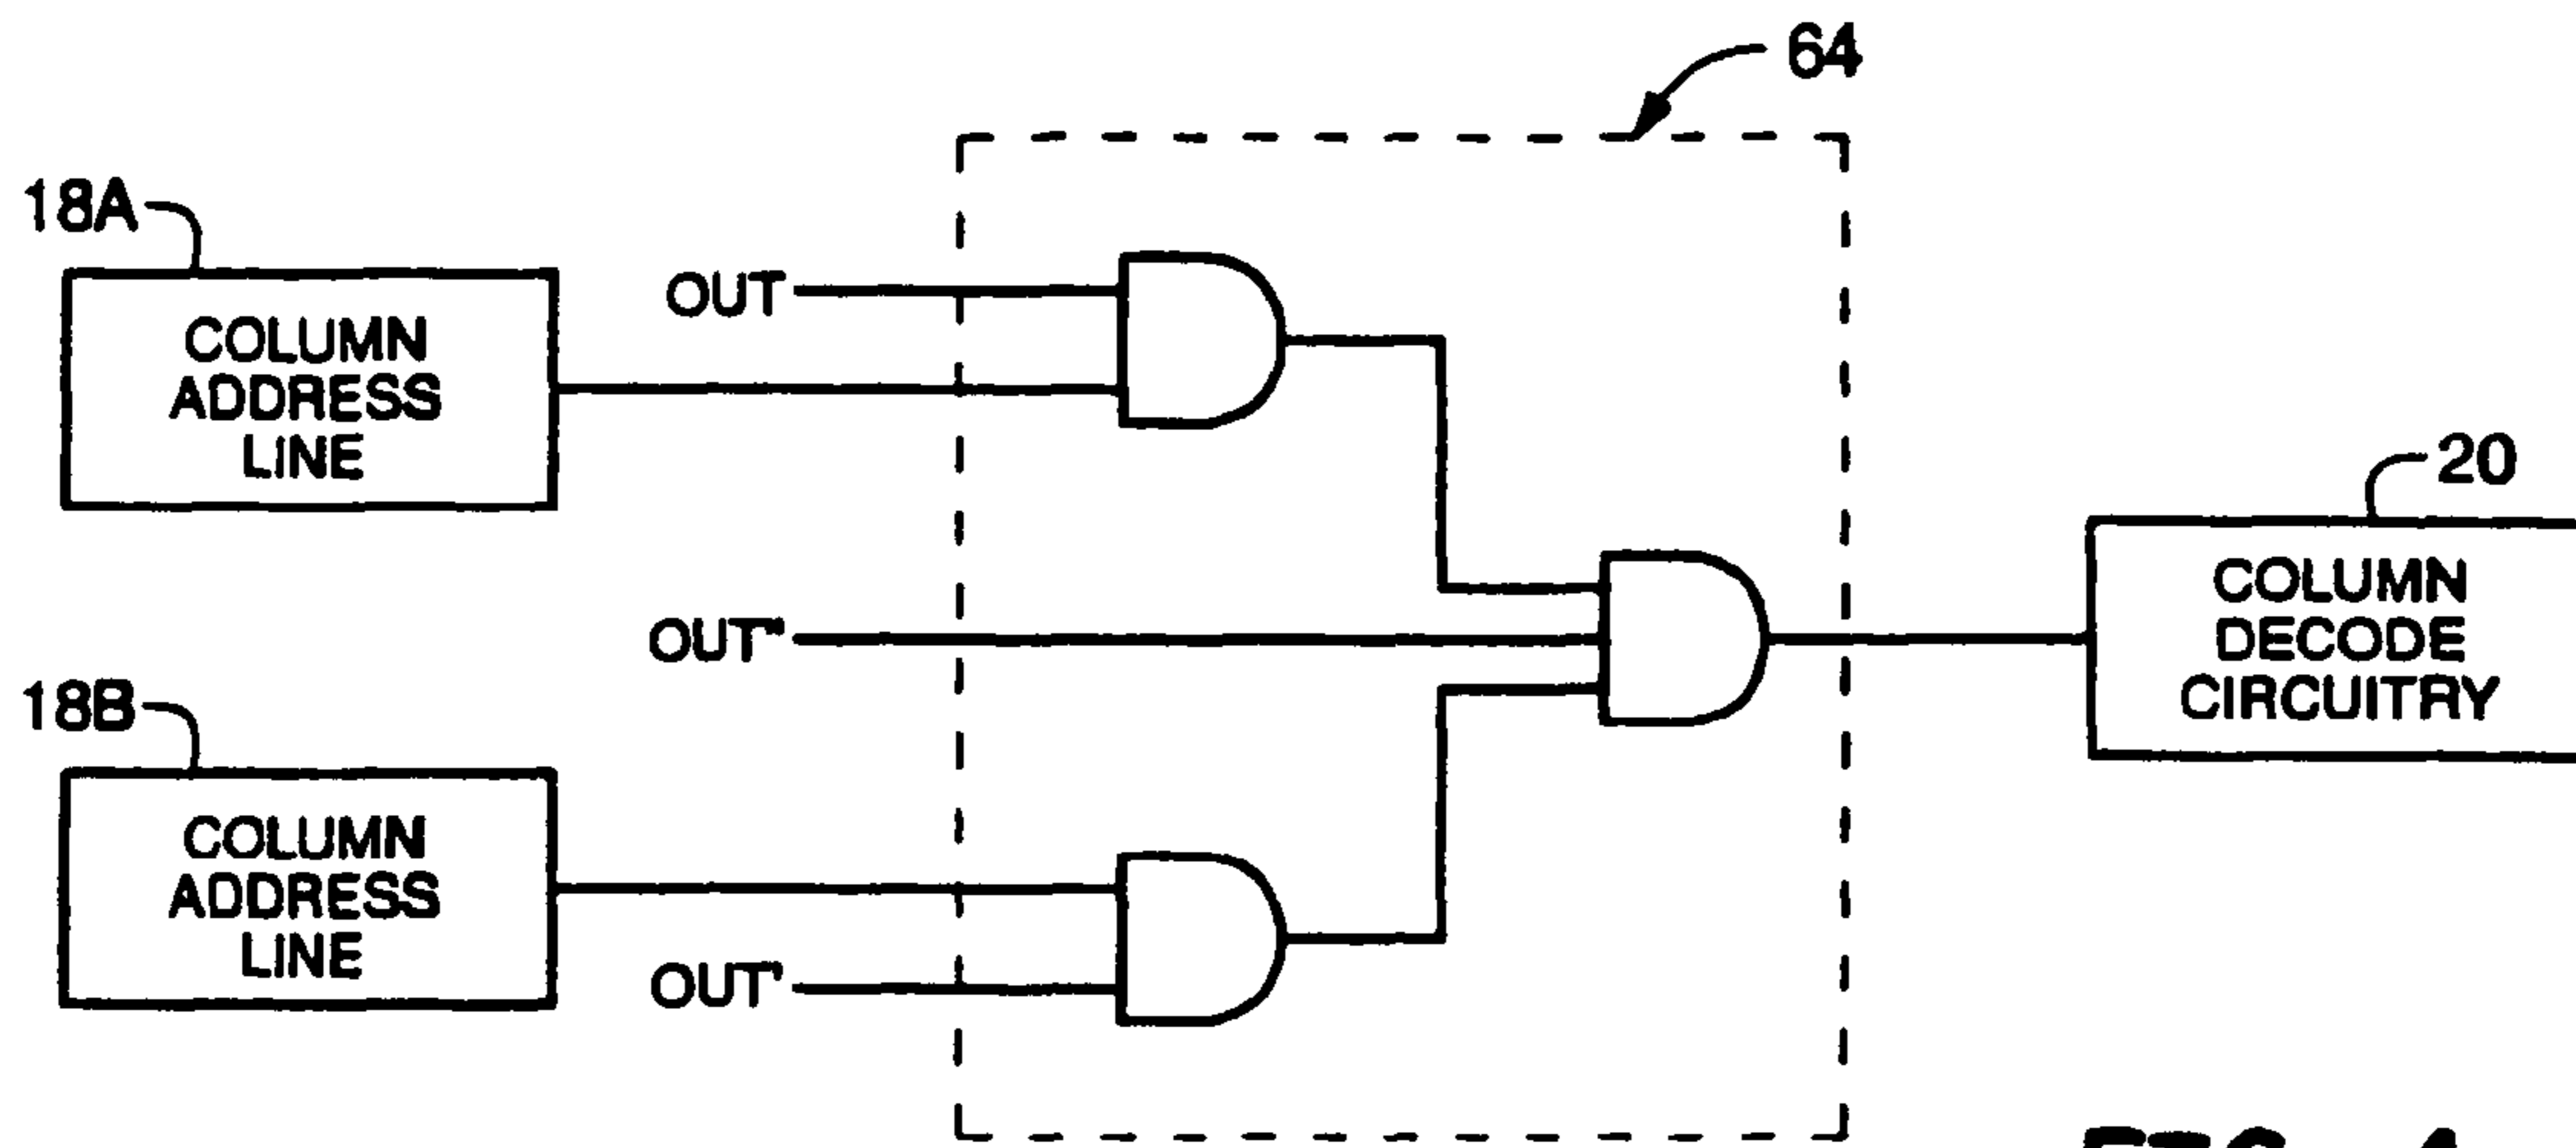 64
18A
COLUMN
ADDRESS
LINE
OUT
OUT"
20
COLUMN
DECODE
CIRCUITRY
18B
COLUMN
ADDRESS
LINE
OUT'